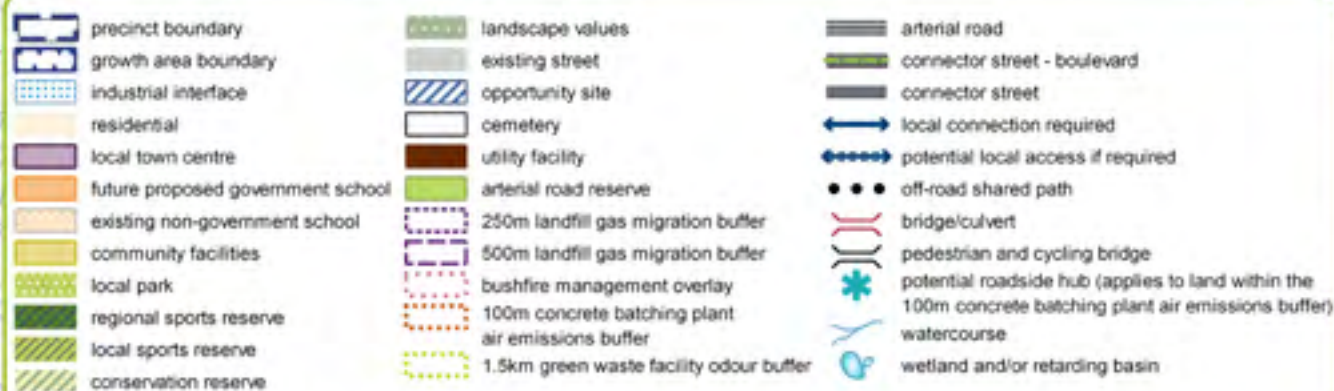 precinct boundary
growth area boundary
industrial interface
residential
local town centre
future proposed government school
existing non-government school
community facilities
local park
regional sports reserve
local sports reserve
conservation reserve
landscape values
existing street
opportunity site
cemetery
utility facility
arterial road reserve
250m landfill gas migration buffer
500m landfill gas migration buffer
bushfire management overlay
100m concrete batching plant
air emissions buffer
1.5km green waste facility odour buffer
arterial road
connector street - boulevard
connector street
local connection required
potential local access if required
off-road shared path
bridge/culvert
pedestrian and cycling bridge
potential roadside hub (applies to land within the
100m concrete batching plant air emissions buffer)
watercourse
wetland and/or retarding basin